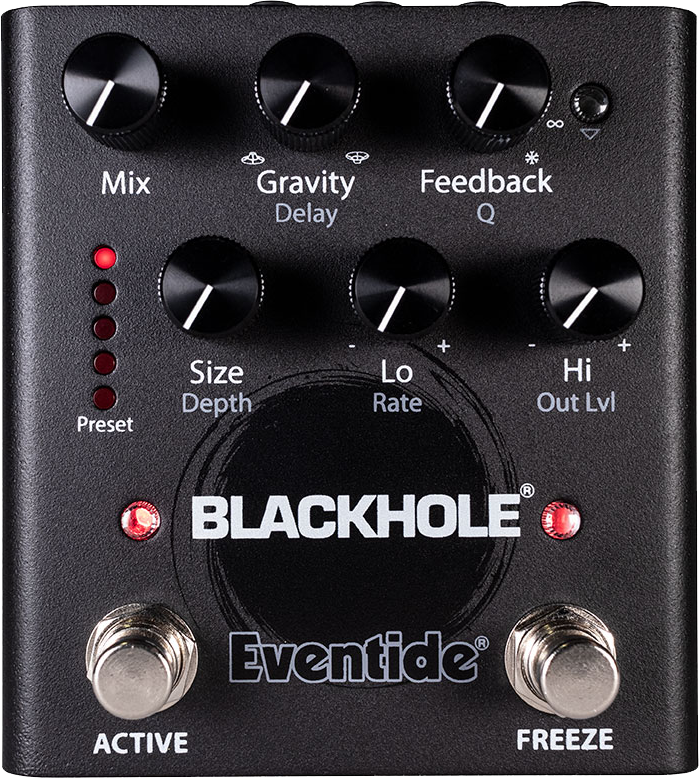 ∞
Mix Gravity Feedback
Delay Q
- + - +
Size Lo Hi
Depth Rate Out Lvl
Preset
BLACKHOLE®
Eventide®
ACTIVE FREEZE